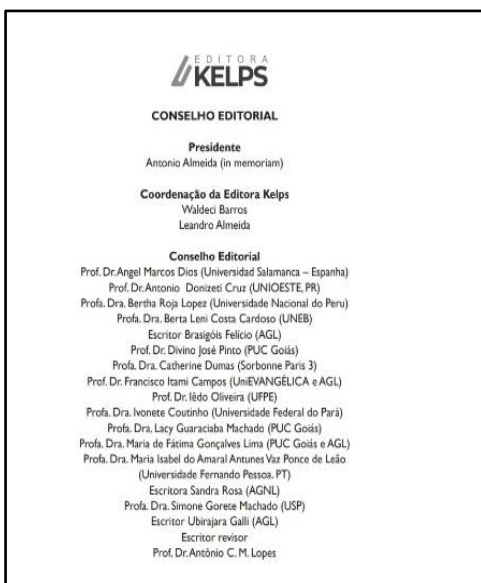 EDITORA
KELPS
CONSELHO EDITORIAL
Presidente
Antonio Almeida (in memoriam)
Coordenação da Editora Kelps
Waldeci Barros
Leandro Almeida
Conselho Editorial
Prof. Dr. Angel Marcos Dios (Universidad Salamanca – Espanha)
Prof. Dr. Antonio Donizeti Cruz (UNIOESTE, PR)
Profa. Dra. Bertha Roja Lopez (Universidade Nacional do Peru)
Profa. Dra. Berta Leni Costa Cardoso (UNEB)
Escritor Brasigóis Felício (AGL)
Prof. Dr. Divino José Pinto (PUC Goiás)
Profa. Dra. Catherine Dumas (Sorbonne Paris 3)
Prof. Dr. Francisco Itami Campos (UniEVANGÉLICA e AGL)
Prof. Dr. Iêdo Oliveira (UFPE)
Profa. Dra. Ivonete Coutinho (Universidade Federal do Pará)
Profa. Dra. Lacy Guaraciaba Machado (PUC Goiás)
Profa. Dra. Maria de Fátima Gonçalves Lima (PUC Goiás e AGL)
Profa. Dra. Maria Isabel do Amaral Antunes Vaz Ponce de Leão
(Universidade Fernando Pessoa. PT)
Escritora Sandra Rosa (AGNL)
Profa. Dra. Simone Gorete Machado (USP)
Escritor Ubirajara Galli (AGL)
Escritor revisor
Prof. Dr. Antônio C. M. Lopes